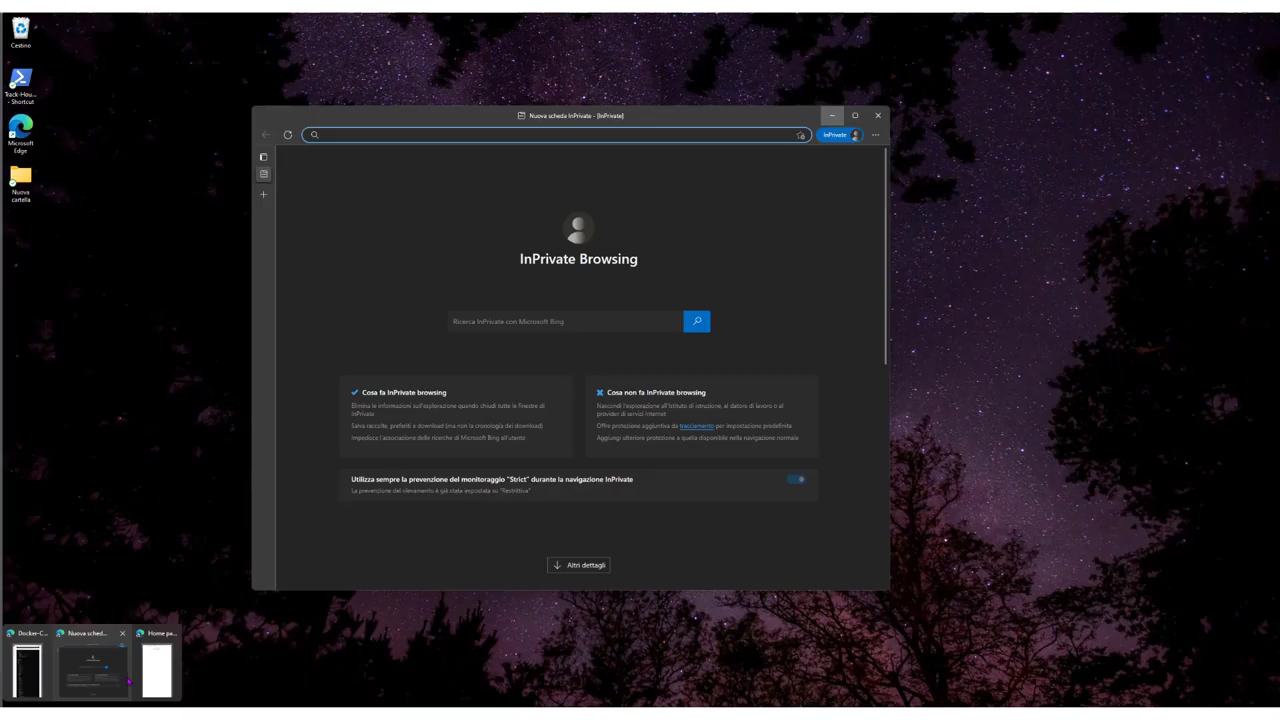 Cestino
Track-Hou...
- Shortcut
Microsoft
Edge
Nuova
cartella
Nuova scheda InPrivate - [InPrivate]
InPrivate
InPrivate Browsing
Ricerca InPrivate con Microsoft Bing
Cosa fa InPrivate browsing
Elimina le informazioni sull'esplorazione quando chiudi tutte le finestre di
InPrivate
Salva raccolte, preferiti e download (ma non la cronologia dei download)
Impedisce l'associazione delle ricerche di Microsoft Bing all'utente
Cosa non fa InPrivate browsing
Nascondi l'esplorazione all'istituto di istruzione, al datore di lavoro o al
provider di servizi Internet
Offre protezione aggiuntiva da tracciamento per impostazione predefinita
Aggiungi ulteriore protezione a quella disponibile nella navigazione normale
Utilizza sempre la prevenzione del monitoraggio "Strict" durante la navigazione InPrivate
La prevenzione del rilevamento è già stata impostata su "Restrittiva"
Altri dettagli
Docker-C...
Nuova sched...
Home pa...